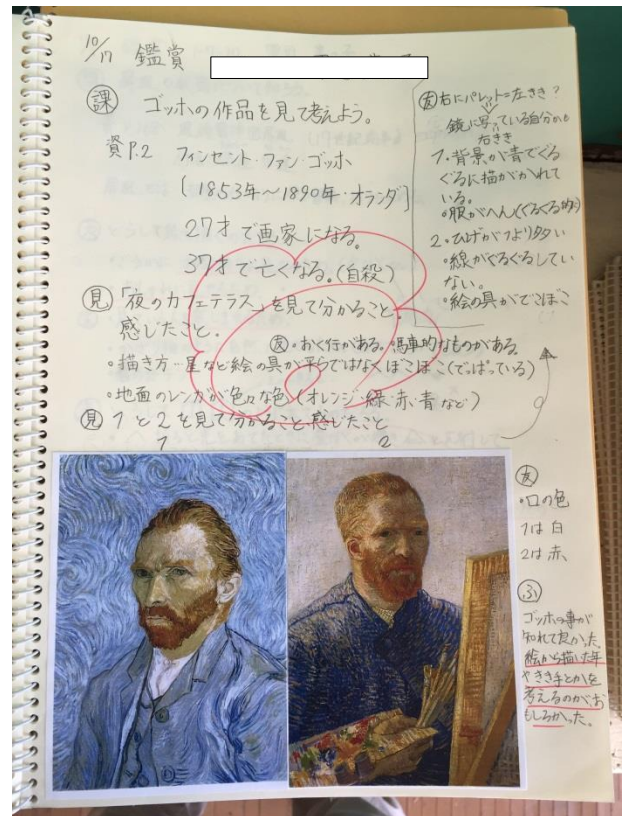 10/17 鑑賞
課 ゴッホの作品を見て考えよう。
資P.2 フィンセント・ファン・ゴッホ
[1853年〜1890年・オランダ]
27才で画家になる。
37才で亡くなる。(自殺)
見 「夜のカフェテラス」を見て分かること
感じたこと.
友 ・おく行がある。・馬車的なものがある。
・描き方…星など絵の具が平らではなくぼこぼこ(でっぱっている)
・地面のレンガが色々な色(オレンジ・緑・赤・青など)
見 1と2を見て分かること・感じたこと
友 右にパレット=左きき?
鏡に写っている自分かも
右きき
1・背景が青でぐる
ぐるに描かがかれて
いる。
・服がへん(ぐるぐる的)
2・ひげが1より多い
・線がぐるぐるしてい
ない。
・絵の具がでこぼこ
1
2
友
・口の色
1は白
2は赤、
ふ
ゴッホの事が
知れて良かった。
絵から描いた年
やきき手とかを
考えるのがお
もしろかった。